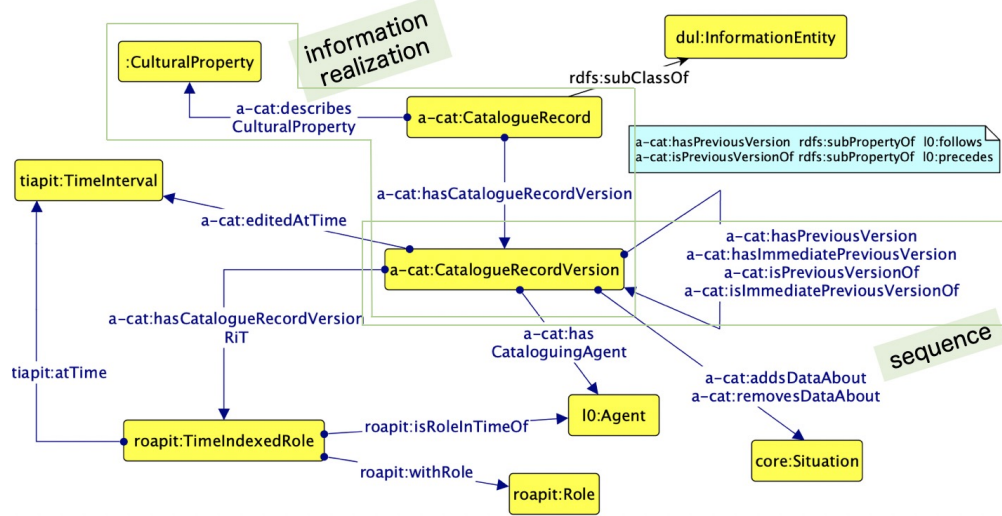 information
realization
dul:InformationEntity
:CulturalProperty
rdfs:subClassOf
a-cat:describes
CulturalProperty
a-cat:CatalogueRecord
a-cat:hasPreviousVersion rdfs:subPropertyOf l0:follows
a-cat:isPreviousVersionOf rdfs:subPropertyOf l0:precedes
tiapit:TimeInterval
a-cat:hasCatalogueRecordVersion
a-cat:editedAtTime
a-cat:hasPreviousVersion
a-cat:hasImmediatePreviousVersion
a-cat:isPreviousVersionOf
a-cat:isImmediatePreviousVersionOf
a-cat:CatalogueRecordVersion
a-cat:hasCatalogueRecordVersion
RiT
a-cat:has
CataloguingAgent
sequence
tiapit:atTime
a-cat:addsDataAbout
a-cat:removesDataAbout
l0:Agent
roapit:isRoleInTimeOf
roapit:TimeIndexedRole
core:Situation
roapit:withRole
roapit:Role